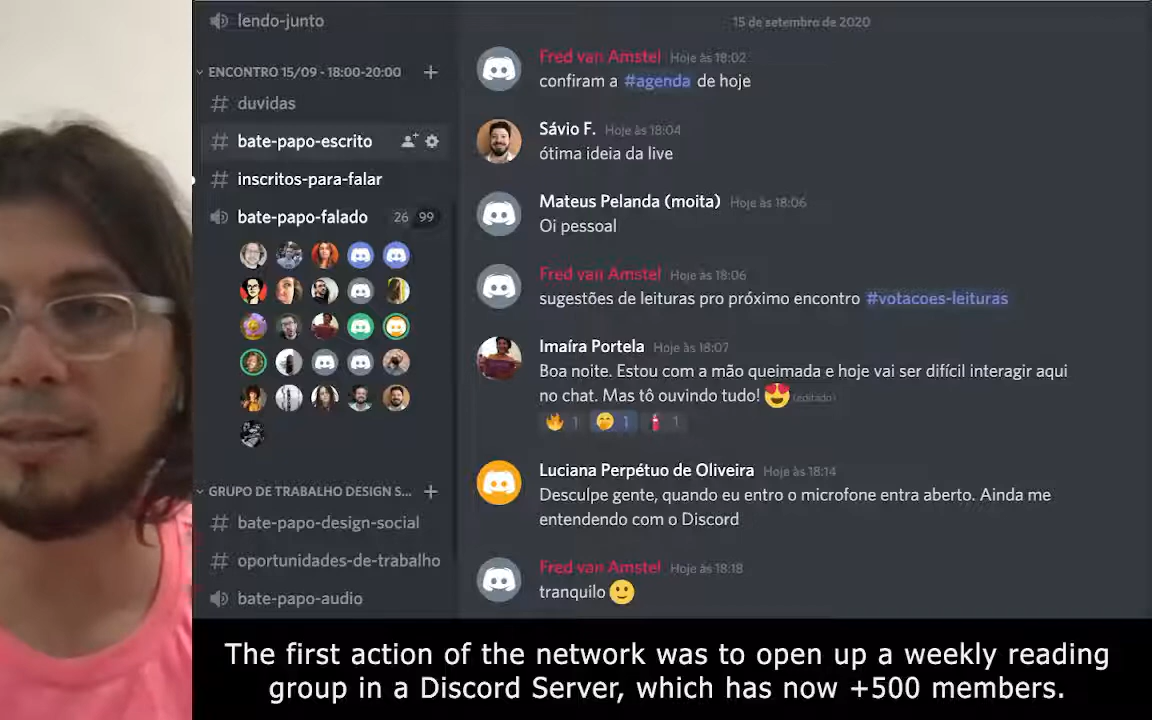 lendo-junto
ENCONTRO 15/09 - 18:00-20:00 +
# duvidas
# bate-papo-escrito
# inscritos-para-falar
bate-papo-falado 26 99
GRUPO DE TRABALHO DESIGN S... +
# bate-papo-design-social
# oportunidades-de-trabalho
bate-papo-audio
15 de setembro de 2020
Fred van Amstel Hoje às 18:02
confiram a #agenda de hoje
Sávio F. Hoje às 18:04
ótima ideia da live
Mateus Pelanda (moita) Hoje às 18:06
Oi pessoal
Fred van Amstel Hoje às 18:06
sugestões de leituras pro próximo encontro #votacoes-leituras
Imaíra Portela Hoje às 18:07
Boa noite. Estou com a mão queimada e hoje vai ser difícil interagir aqui
no chat. Mas tô ouvindo tudo! 😍 (editado)
🔥 1 🤭 1 1
Luciana Perpétuo de Oliveira Hoje às 18:14
Desculpe gente, quando eu entro o microfone entra aberto. Ainda me
entendendo com o Discord
Fred van Amstel Hoje às 18:18
tranquilo 🙂
The first action of the network was to open up a weekly reading
group in a Discord Server, which has now +500 members.